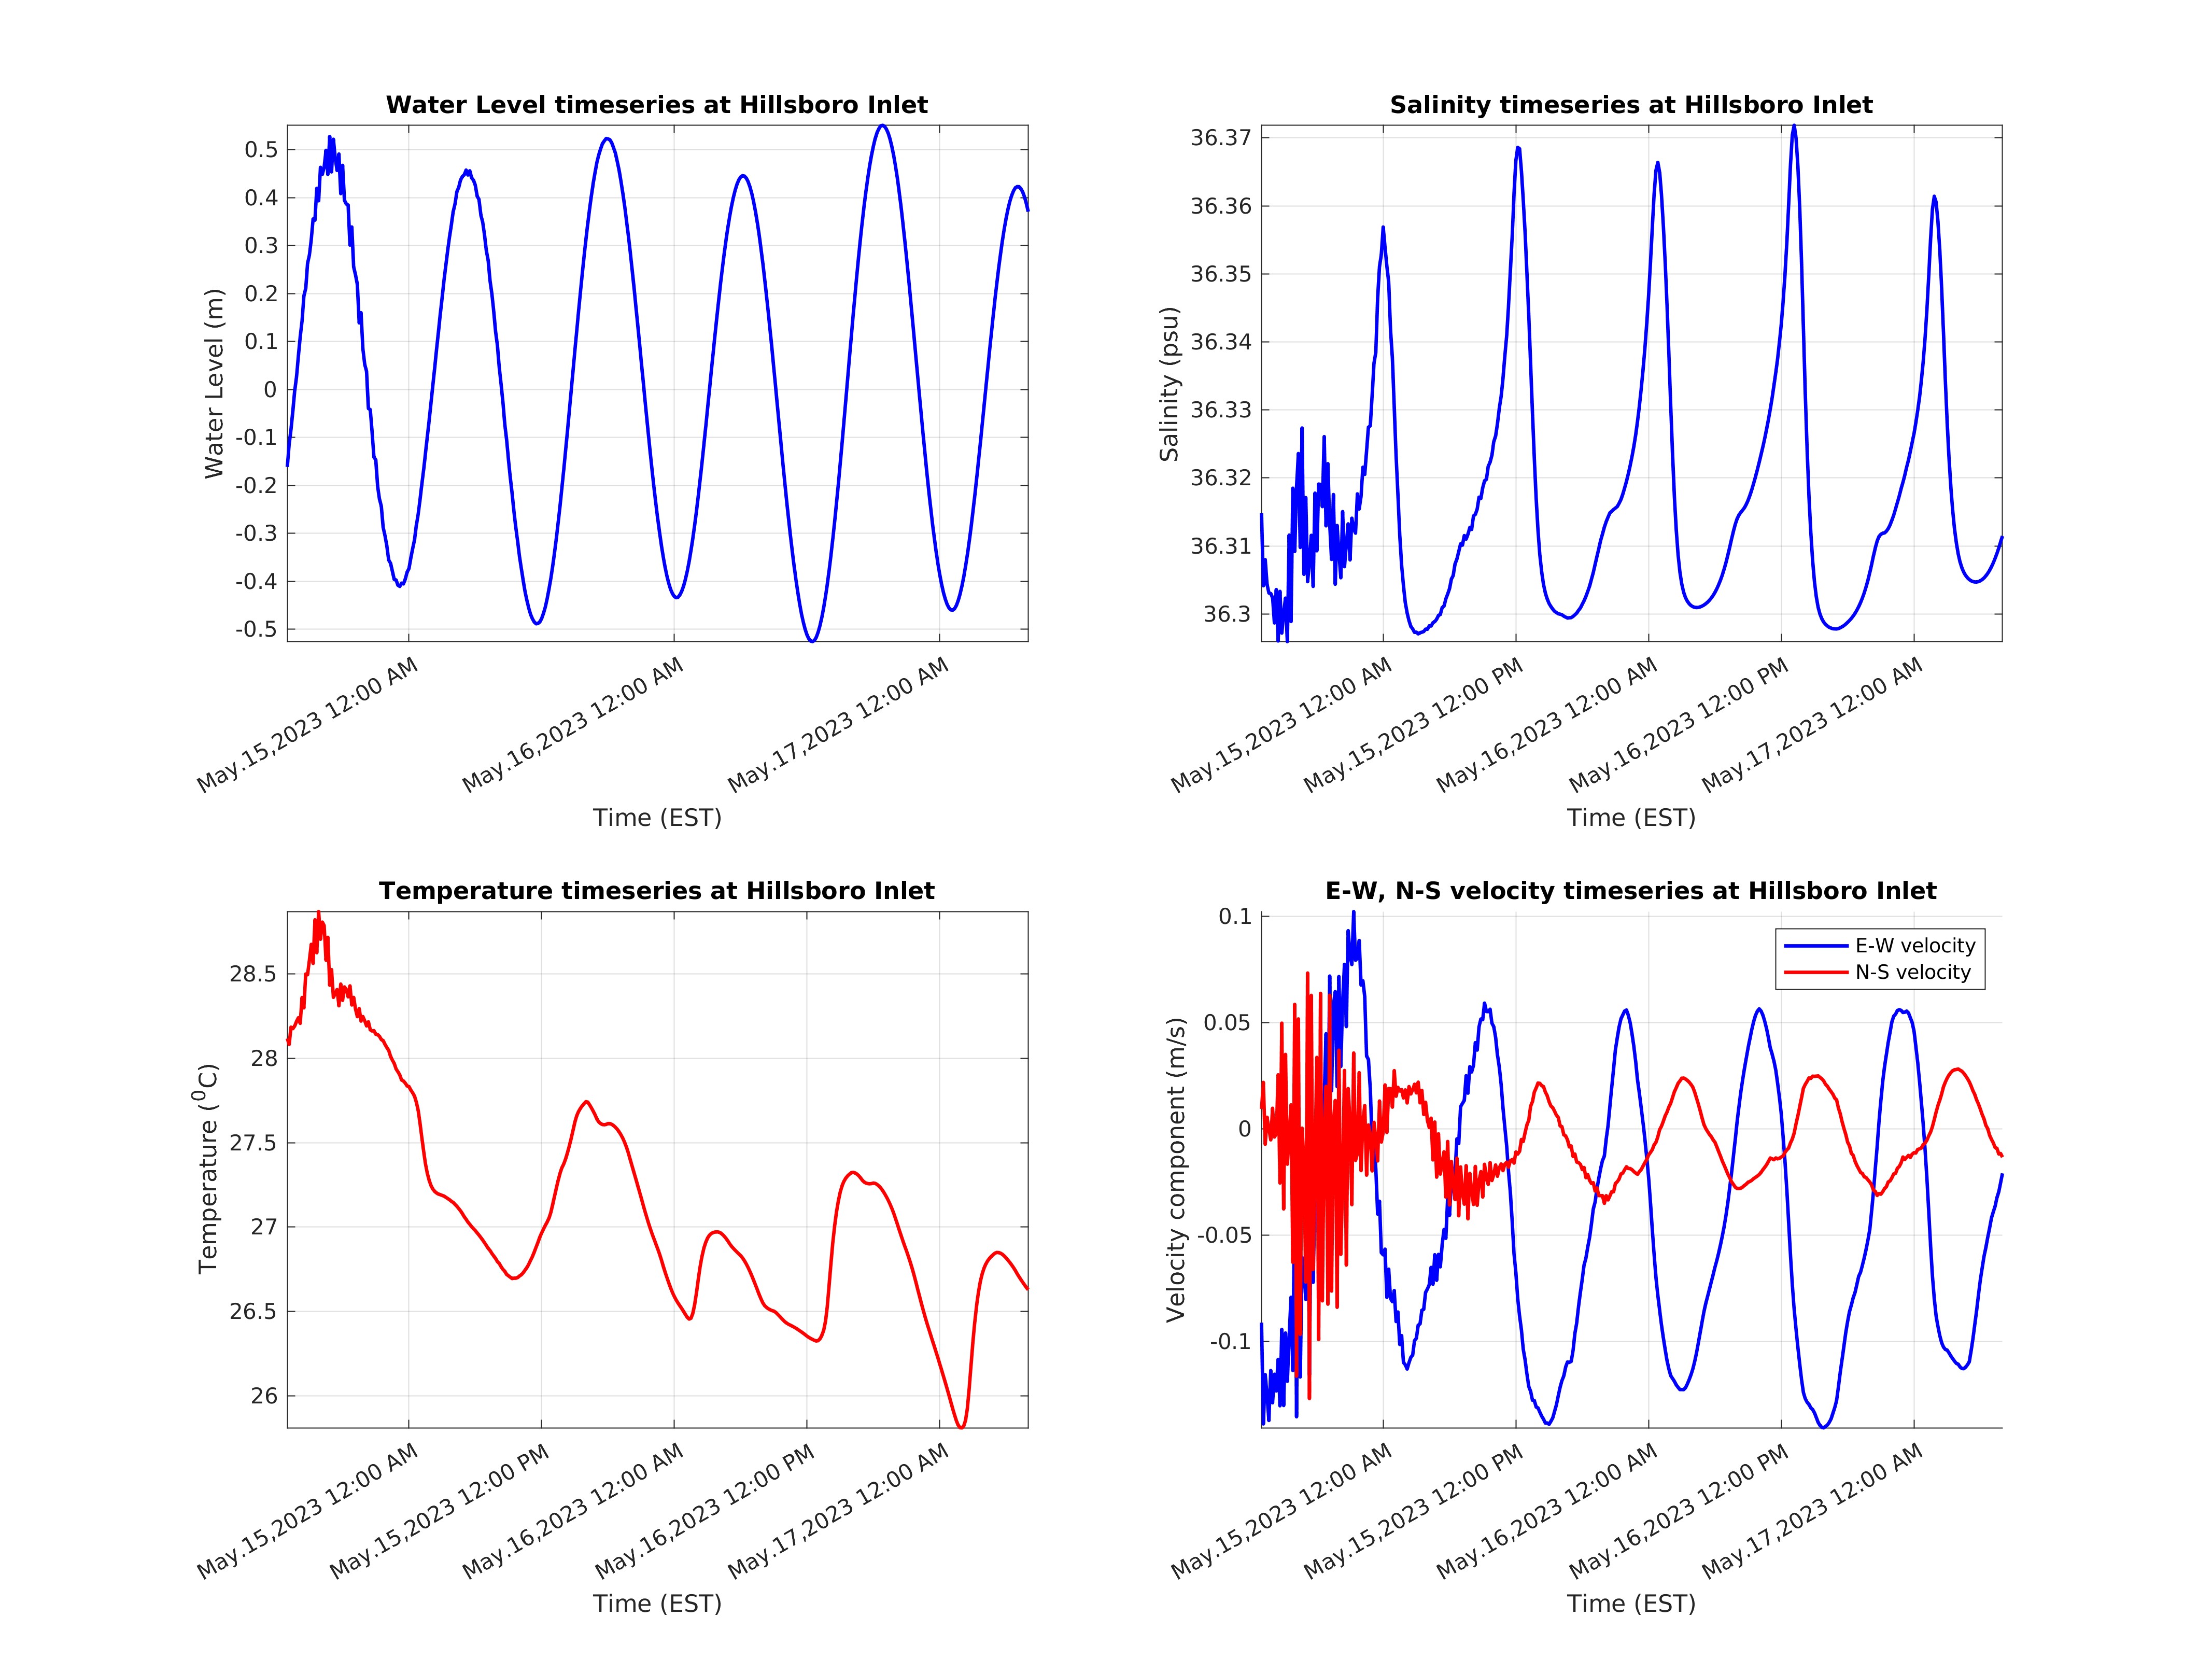 Water Level timeseries at Hillsboro Inlet
Water Level (m)
0.5
0.4
0.3
0.2
0.1
0
-0.1
-0.2
-0.3
-0.4
-0.5
May.15,2023 12:00 AM
May.16,2023 12:00 AM
May.17,2023 12:00 AM
Time (EST)
Salinity timeseries at Hillsboro Inlet
Salinity (psu)
36.37
36.36
36.35
36.34
36.33
36.32
36.31
36.3
May.15,2023 12:00 AM
May.15,2023 12:00 PM
May.16,2023 12:00 AM
May.16,2023 12:00 PM
May.17,2023 12:00 AM
Time (EST)
Temperature timeseries at Hillsboro Inlet
Temperature (⁰C)
28.5
28
27.5
27
26.5
26
May.15,2023 12:00 AM
May.15,2023 12:00 PM
May.16,2023 12:00 AM
May.16,2023 12:00 PM
May.17,2023 12:00 AM
Time (EST)
E-W, N-S velocity timeseries at Hillsboro Inlet
Velocity component (m/s)
0.1
0.05
0
-0.05
-0.1
E-W velocity
N-S velocity
May.15,2023 12:00 AM
May.15,2023 12:00 PM
May.16,2023 12:00 AM
May.16,2023 12:00 PM
May.17,2023 12:00 AM
Time (EST)